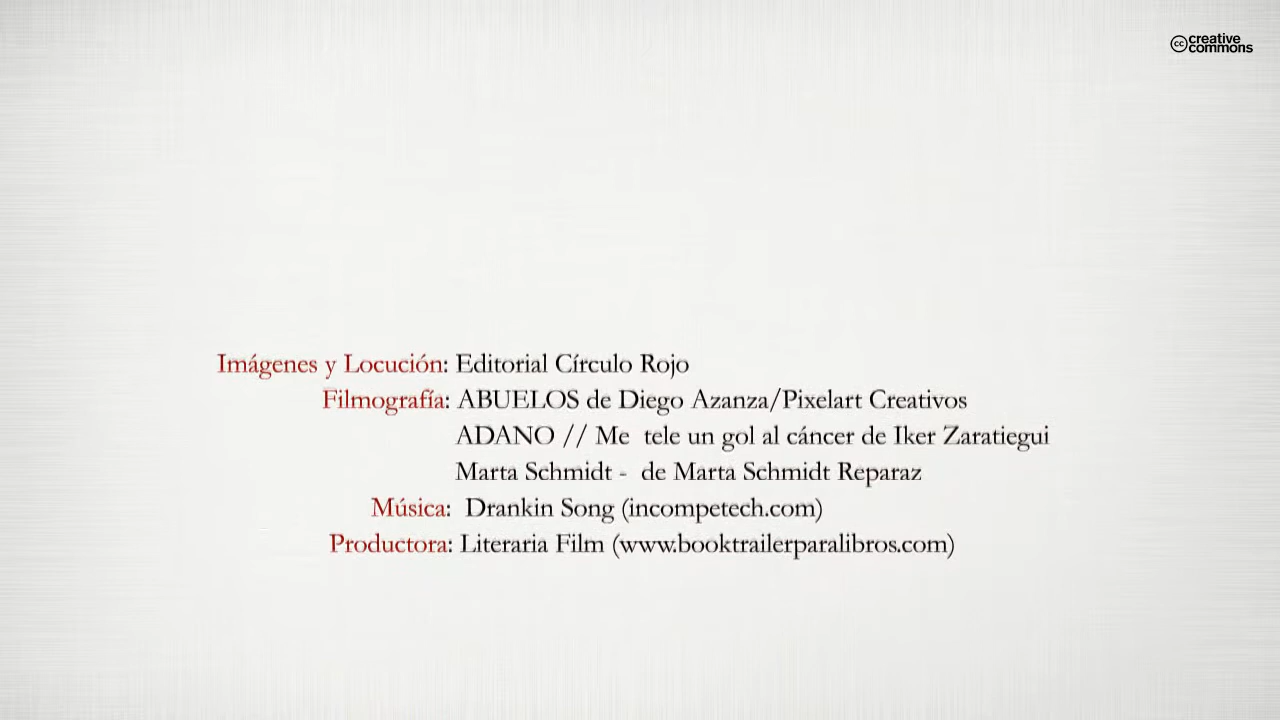 creative
commons
Imágenes y Locución: Editorial Círculo Rojo
Filmografía: ABUELOS de Diego Azanza/Pixelart Creativos
ADANO // Me tele un gol al cáncer de Iker Zaratiegui
Marta Schmidt - de Marta Schmidt Reparaz
Música: Drankin Song (incompetech.com)
Productora: Literaria Film (www.booktrailerparalibros.com)